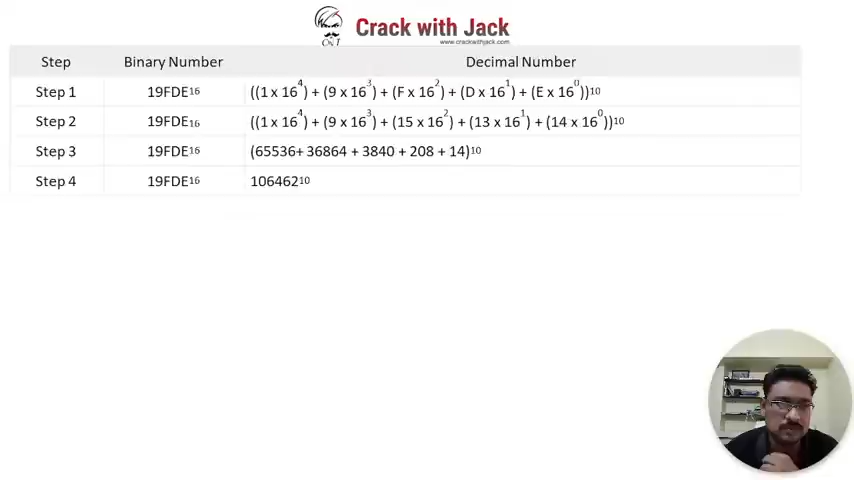 Crack with Jack
www.crackwithjack.com
CWJ
Step Binary Number Decimal Number
Step 1 19FDE16 ((1 x 16^4) + (9 x 16^3) + (F x 16^2) + (D x 16^1) + (E x 16^0))10
Step 2 19FDE16 ((1 x 16^4) + (9 x 16^3) + (15 x 16^2) + (13 x 16^1) + (14 x 16^0))10
Step 3 19FDE16 (65536+ 36864 + 3840 + 208 + 14)10
Step 4 19FDE16 10646210